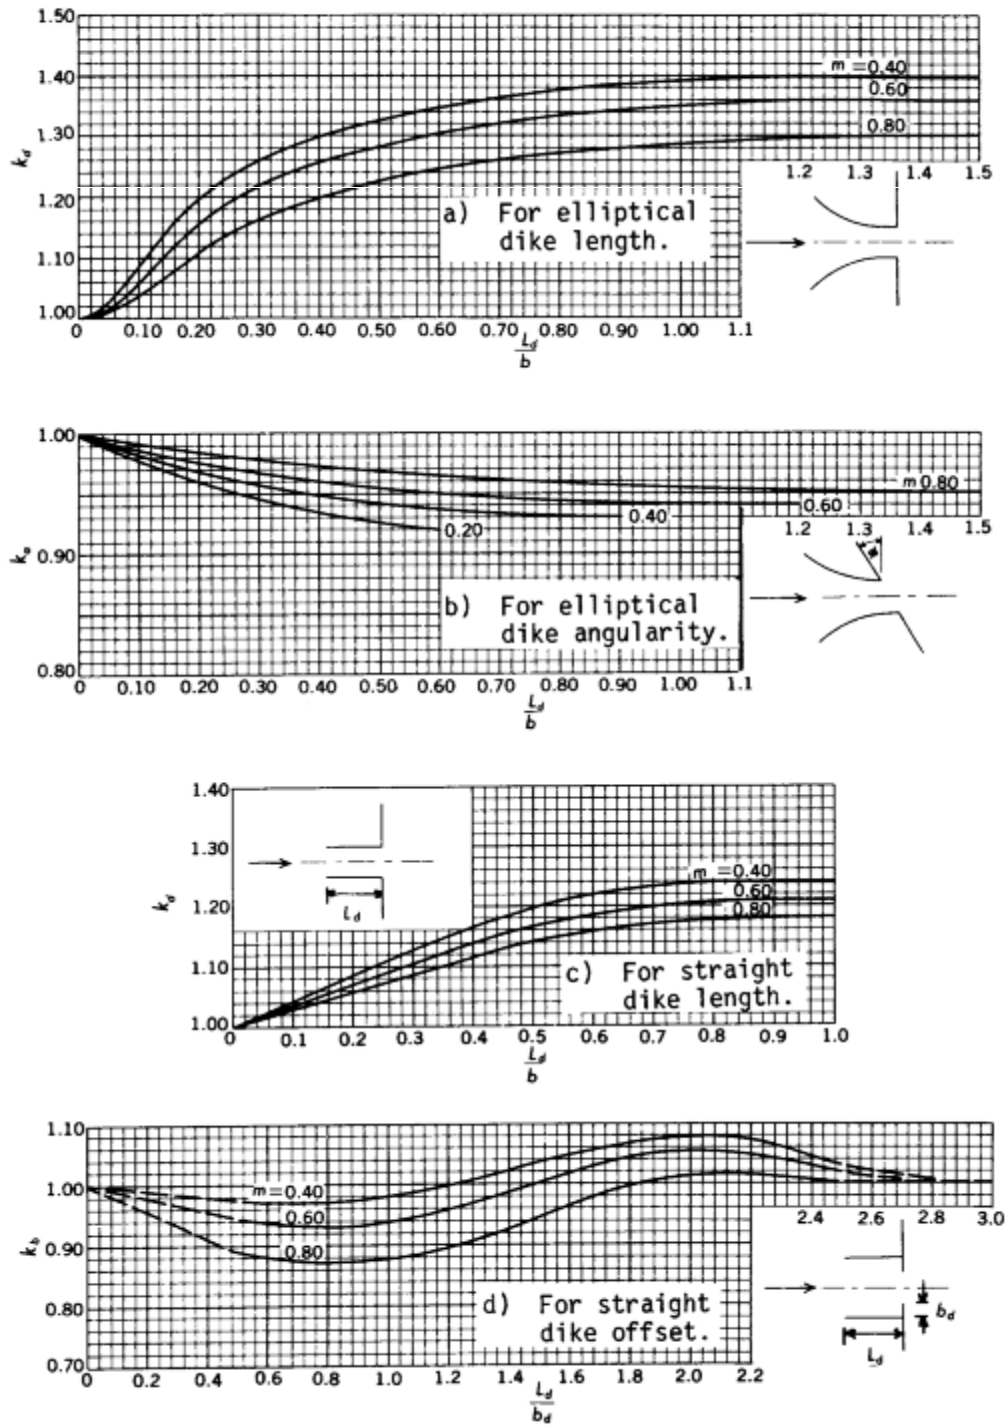 1.50
1.40
1.30
1.20
1.10
1.00
k_d
m = 0.40
0.60
0.80
1.2 1.3 1.4 1.5
a) For elliptical
dike length.
0 0.10 0.20 0.30 0.40 0.50 0.60 0.70 0.80 0.90 1.00 1.1
L_d
b
1.00
0.90
0.80
k_a
m 0.80
0.60
0.40
0.20
1.2 1.3 1.4 1.5
ϕ
b) For elliptical
dike angularity.
0 0.10 0.20 0.30 0.40 0.50 0.60 0.70 0.80 0.90 1.00 1.1
L_d
b
1.40
1.30
1.20
1.10
1.00
k_d
L_d
m = 0.40
0.60
0.80
c) For straight
dike length.
0 0.1 0.2 0.3 0.4 0.5 0.6 0.7 0.8 0.9 1.0
L_d
b
1.10
1.00
0.90
0.80
0.70
k_b
m = 0.40
0.60
0.80
2.4 2.6 2.8 3.0
d) For straight
dike offset.
b_d
L_d
0 0.2 0.4 0.6 0.8 1.0 1.2 1.4 1.6 1.8 2.0 2.2
L_d
b_d